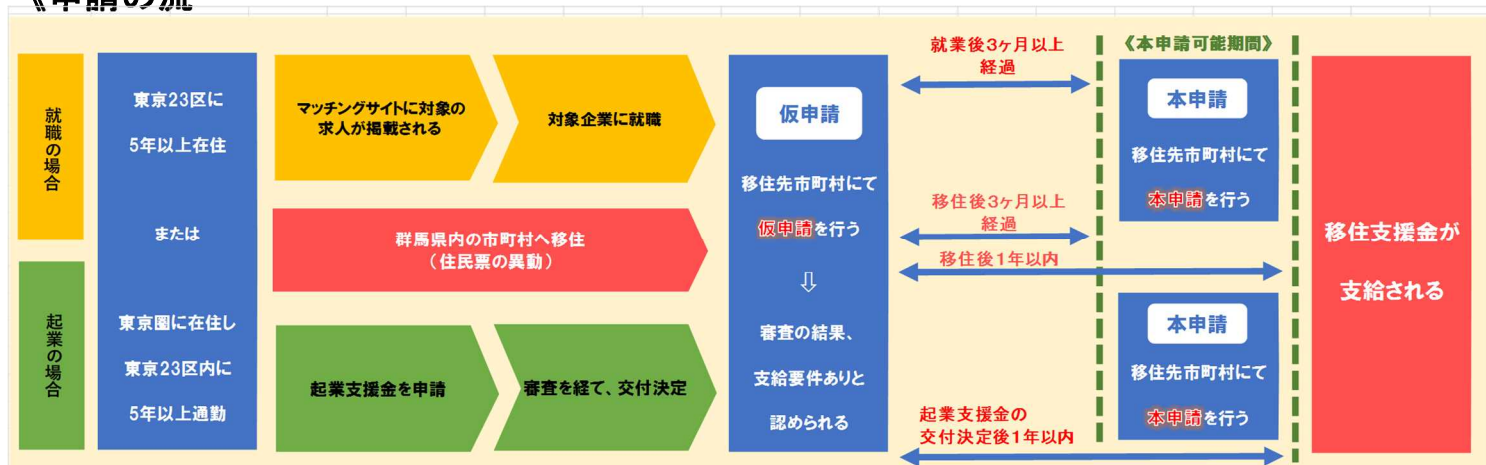 《申請の流
就職の場合
起業の場合
東京23区に
5年以上在住
または
東京圏に在住し
東京23区内に
5年以上通勤
マッチングサイトに対象の
求人が掲載される
対象企業に就職
群馬県内の市町村へ移住
(住民票の異動)
起業支援金を申請
審査を経て、交付決定
仮申請
移住先市町村にて
仮申請を行う
⇩
審査の結果、
支給要件ありと
認められる
就業後3ヶ月以上
経過
移住後3ヶ月以上
経過
移住後1年以内
起業支援金の
交付決定後1年以内
《本申請可能期間》
本申請
移住先市町村にて
本申請を行う
本申請
移住先市町村にて
本申請を行う
移住支援金が
支給される